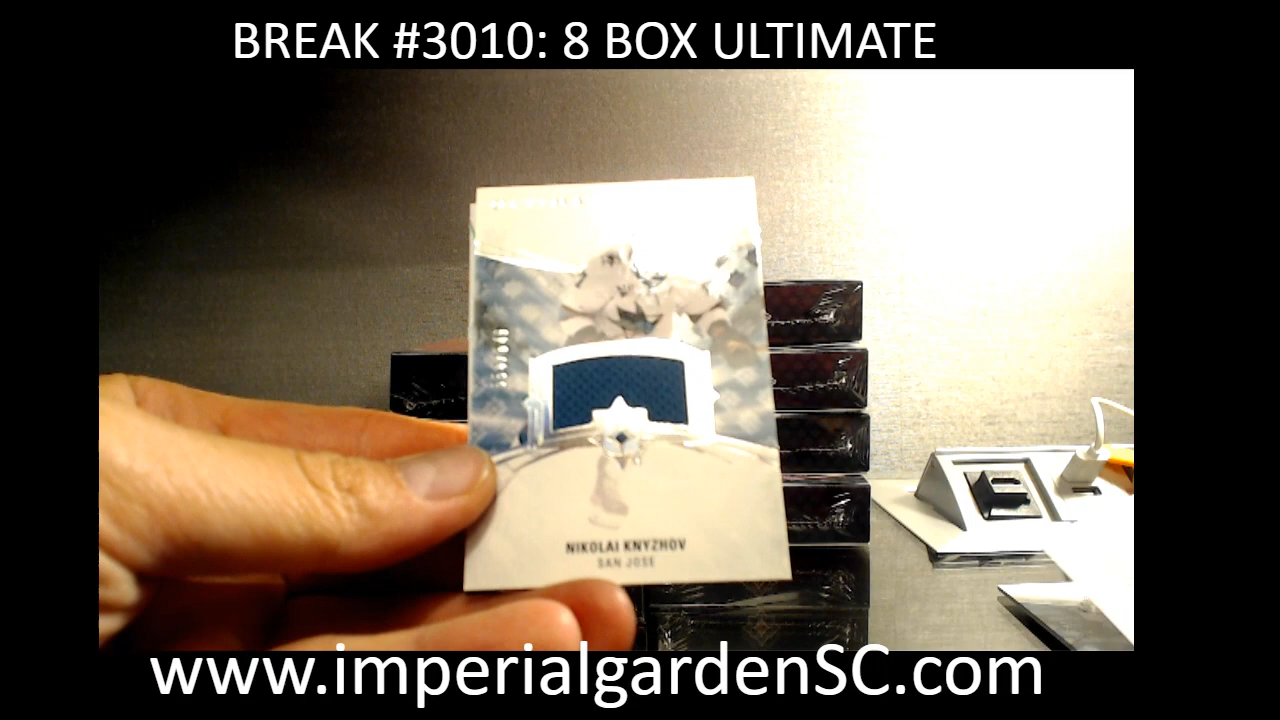 BREAK #3010: 8 BOX ULTIMATE
NIKOLAI KNYZHOV
SAN JOSE
www.imperialgardenSC.com